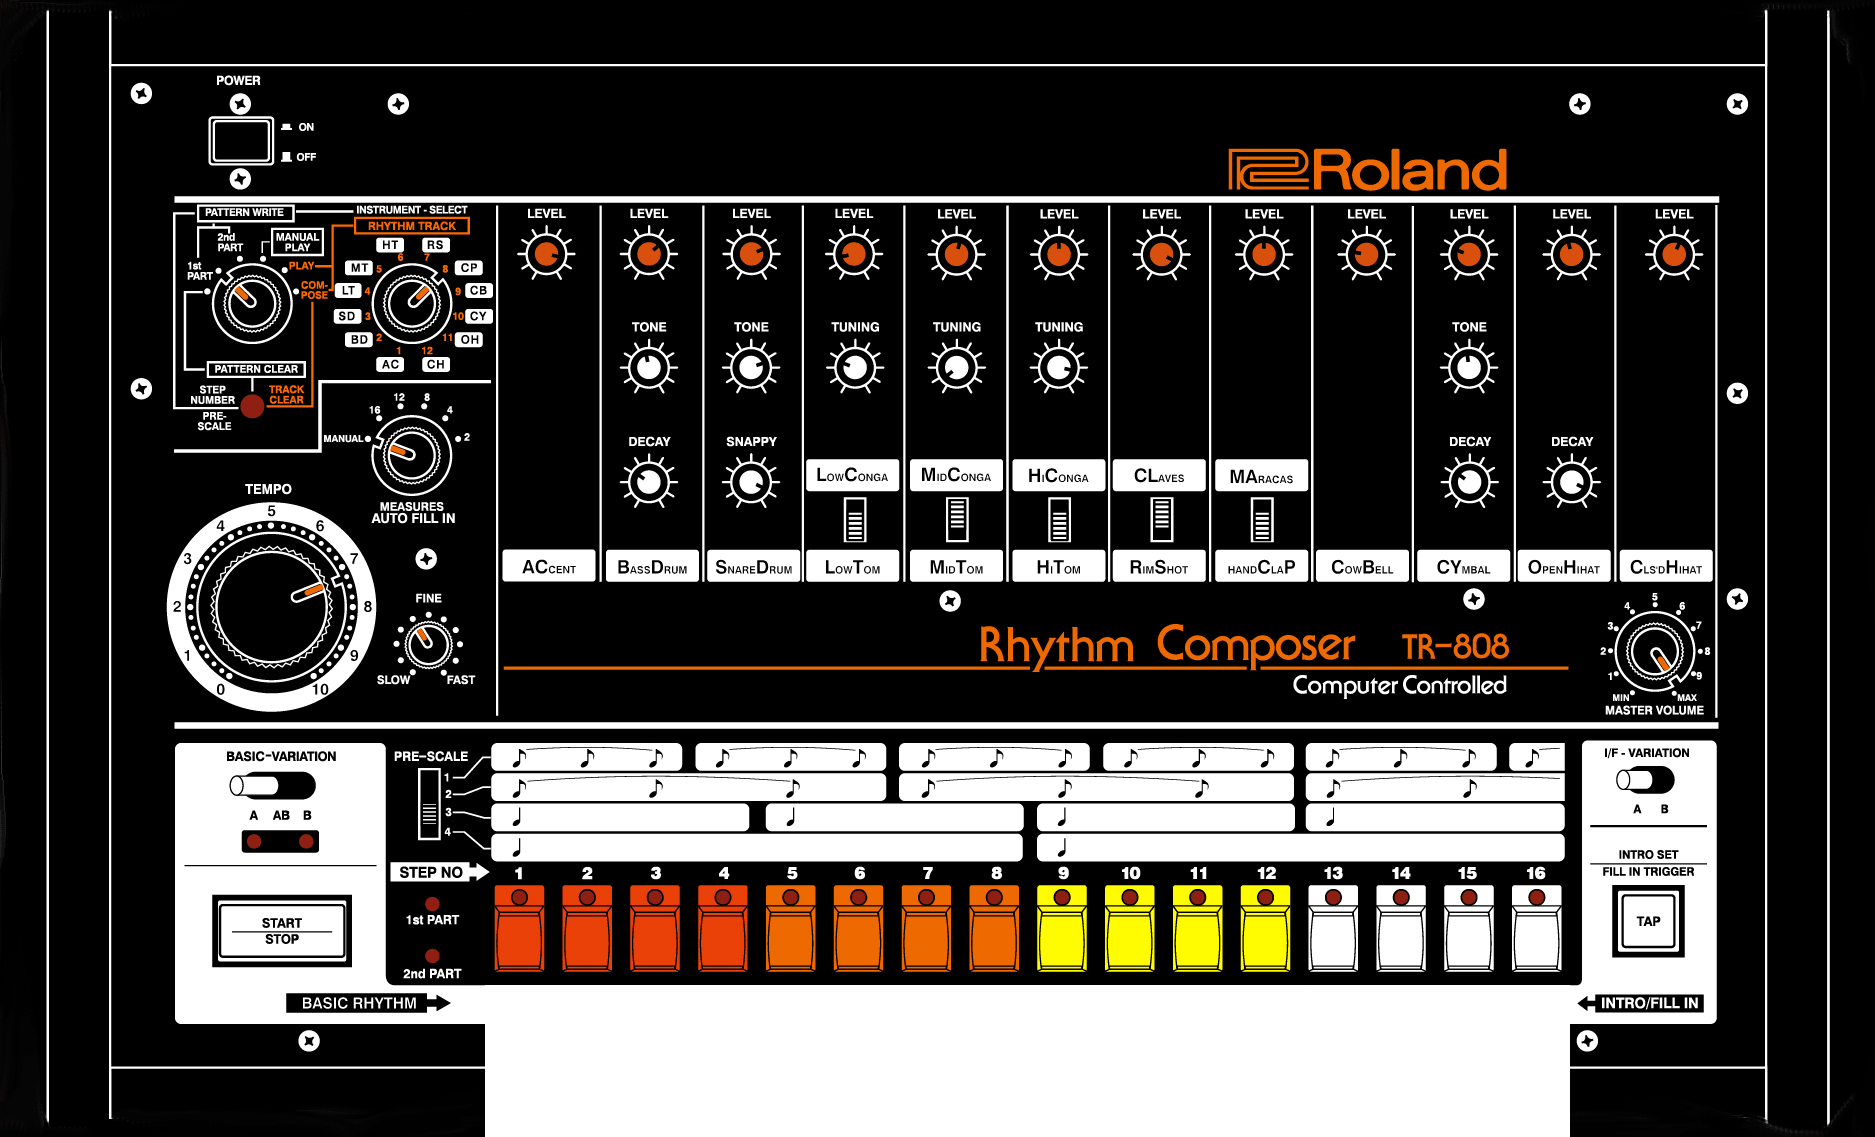 POWER
ON
OFF
Roland
PATTERN WRITE
INSTRUMENT - SELECT
RHYTHM TRACK
2nd
PART
MANUAL
PLAY
1st
PART
PLAY
COM-
POSE
HT
RS
MT
5
6
7
8
CP
LT
4
9
CB
SD
3
10
CY
BD
2
11
OH
1
12
AC
CH
PATTERN CLEAR
STEP
NUMBER
TRACK
CLEAR
PRE-
SCALE
MANUAL
16
12
8
4
2
MEASURES
AUTO FILL IN
LEVEL
LEVEL
LEVEL
LEVEL
LEVEL
LEVEL
LEVEL
LEVEL
LEVEL
LEVEL
LEVEL
LEVEL
TONE
TONE
TUNING
TUNING
TUNING
TONE
DECAY
SNAPPY
DECAY
DECAY
LOWCONGA
MIDCONGA
HICONGA
CLAVES
MARACAS
ACCENT
BASSDRUM
SNAREDRUM
LOWTOM
MIDTOM
HITOM
RIMSHOT
HANDCLAP
COWBELL
CYMBAL
OPENHIHAT
CLS'DHIHAT
TEMPO
0
1
2
3
4
5
6
7
8
9
10
FINE
SLOW
FAST
Rhythm Composer TR-808
Computer Controlled
MIN
1
2
3
4
5
6
7
8
9
MAX
MASTER VOLUME
BASIC-VARIATION
A AB B
START
STOP
BASIC RHYTHM
PRE-SCALE
1
2
3
4
STEP NO
1 2 3 4 5 6 7 8 9 10 11 12 13 14 15 16
1st PART
2nd PART
I/F - VARIATION
A B
INTRO SET
FILL IN TRIGGER
TAP
INTRO/FILL IN